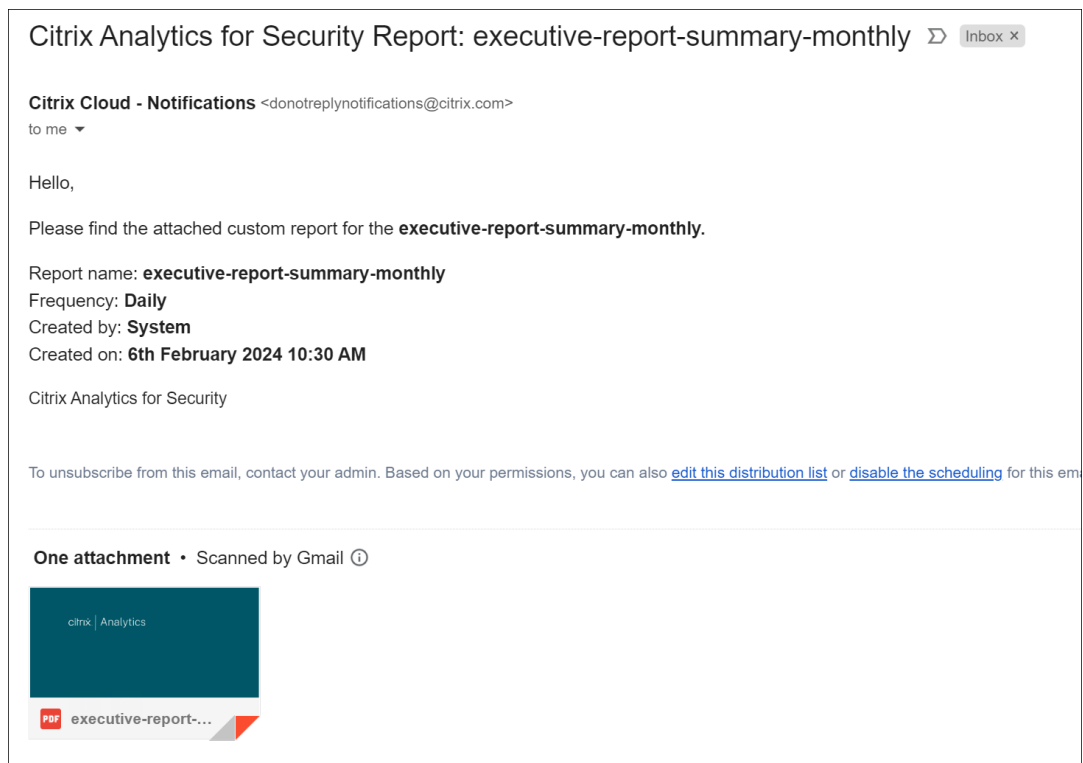 Citrix Analytics for Security Report: executive-report-summary-monthly Inbox ×
Citrix Cloud - Notifications <donotreplynotifications@citrix.com>
to me
Hello,
Please find the attached custom report for the executive-report-summary-monthly.
Report name: executive-report-summary-monthly
Frequency: Daily
Created by: System
Created on: 6th February 2024 10:30 AM
Citrix Analytics for Security
To unsubscribe from this email, contact your admin. Based on your permissions, you can also edit this distribution list or disable the scheduling for this ema
One attachment • Scanned by Gmail
citrix | Analytics
PDF executive-report-...